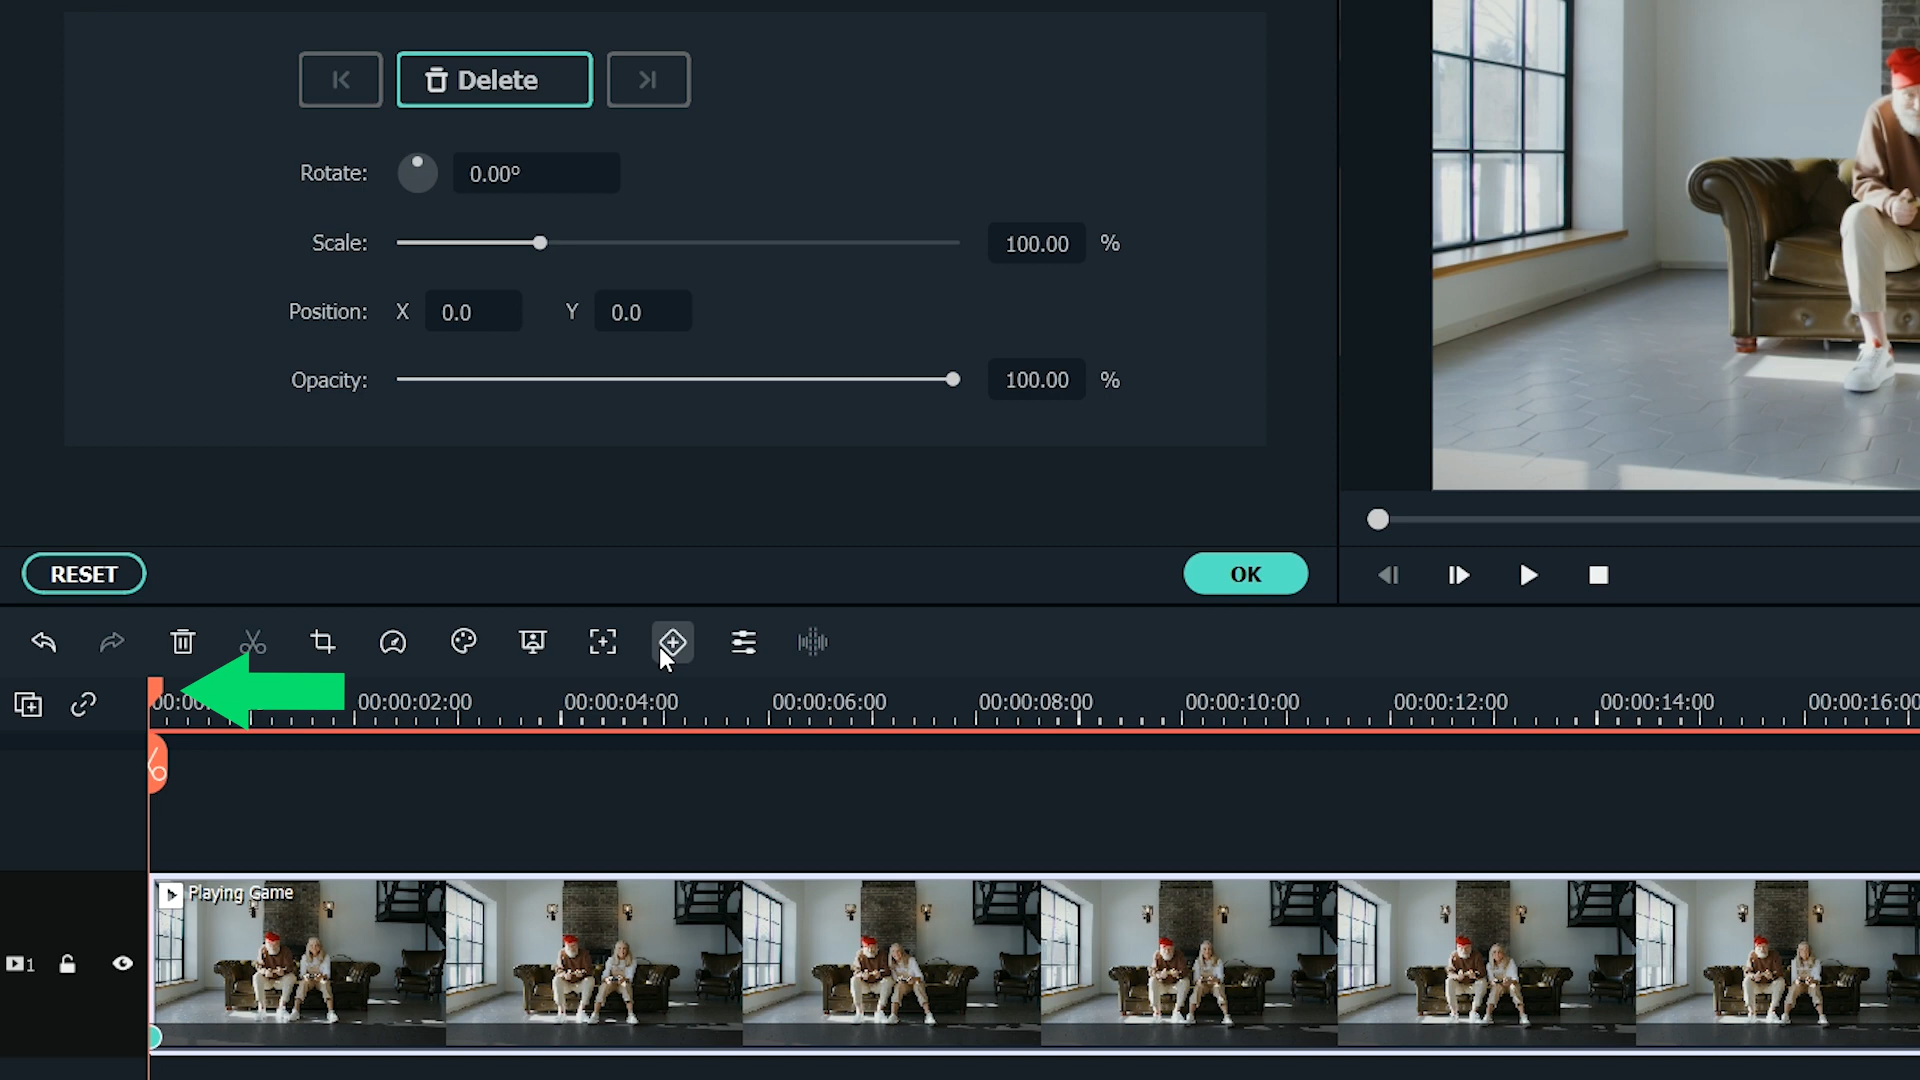 Delete
Rotate: 0.00°
Scale: 100.00 %
Position: X 0.0 Y 0.0
Opacity: 100.00 %
RESET OK
00:00:02:00 00:00:04:00 00:00:06:00 00:00:08:00 00:00:10:00 00:00:12:00 00:00:14:00 00:00:16:00
Playing Game
1